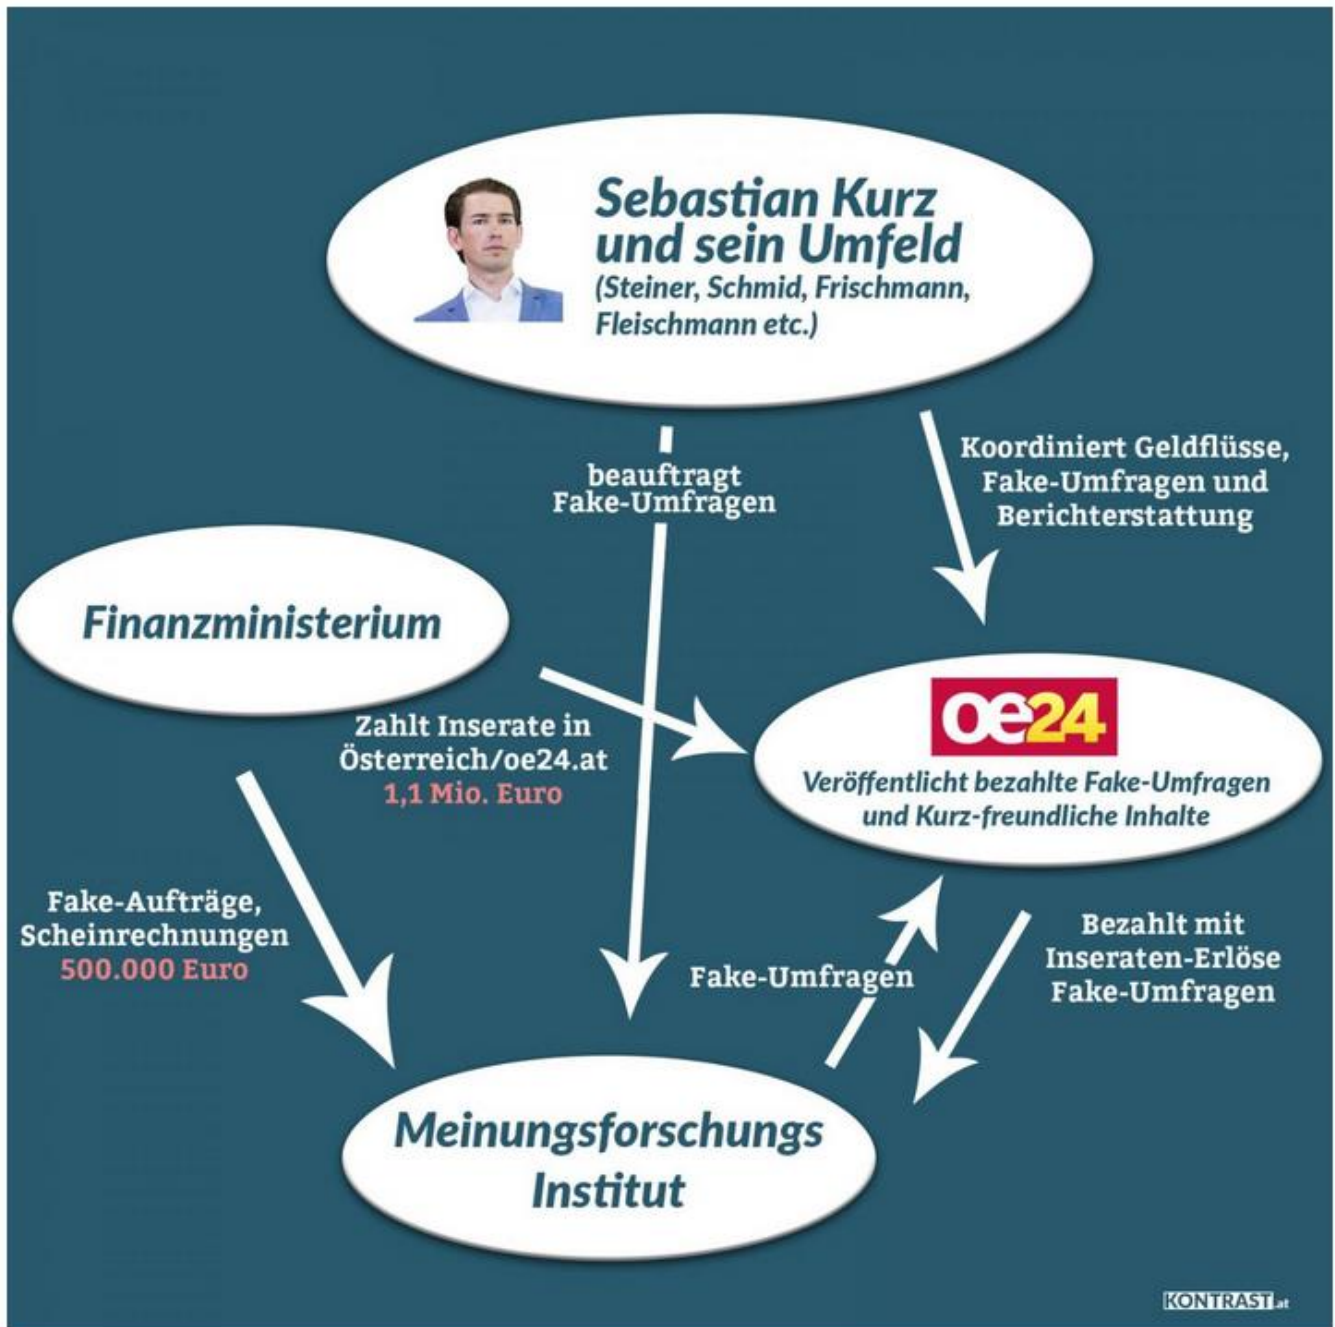 Sebastian Kurz
und sein Umfeld
(Steiner, Schmid, Frischmann,
Fleischmann etc.)
beauftragt
Fake-Umfragen
Koordiniert Geldflüsse,
Fake-Umfragen und
Berichterstattung
Finanzministerium
Zahlt Inserate in
Österreich/oe24.at
1,1 Mio. Euro
oe24
Veröffentlicht bezahlte Fake-Umfragen
und Kurz-freundliche Inhalte
Fake-Aufträge,
Scheinrechnungen
500.000 Euro
Fake-Umfragen
Bezahlt mit
Inseraten-Erlöse
Fake-Umfragen
Meinungsforschungs
Institut
KONTRAST.at